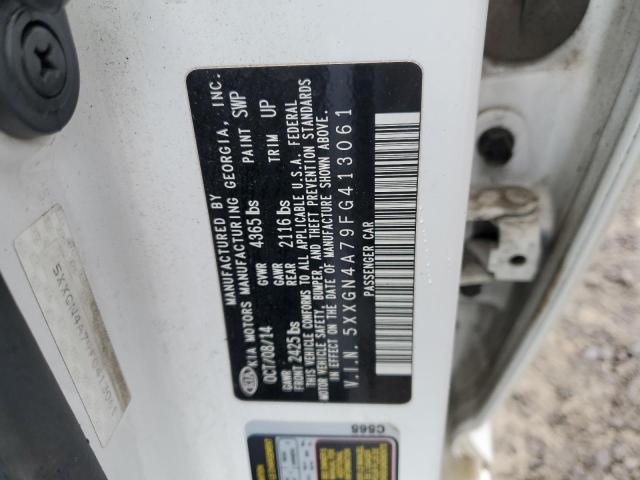 MANUFACTURED BY
KIA MOTORS MANUFACTURING GEORGIA, INC.
OCT/08/14 GVWR 4365 lbs PAINT SWP
GAWR FRONT 2425 lbs GAWR REAR 2116 lbs TRIM UP
THIS VEHICLE CONFORMS TO ALL APPLICABLE U.S.A. FEDERAL
MOTOR VEHICLE SAFETY, BUMPER, AND THEFT PREVENTION STANDARDS
IN EFFECT ON THE DATE OF MANUFACTURE SHOWN ABOVE.
V.I.N. 5XXGN4A79FG413061
PASSENGER CAR
KIA
5XXGN4A79FG413061
C565